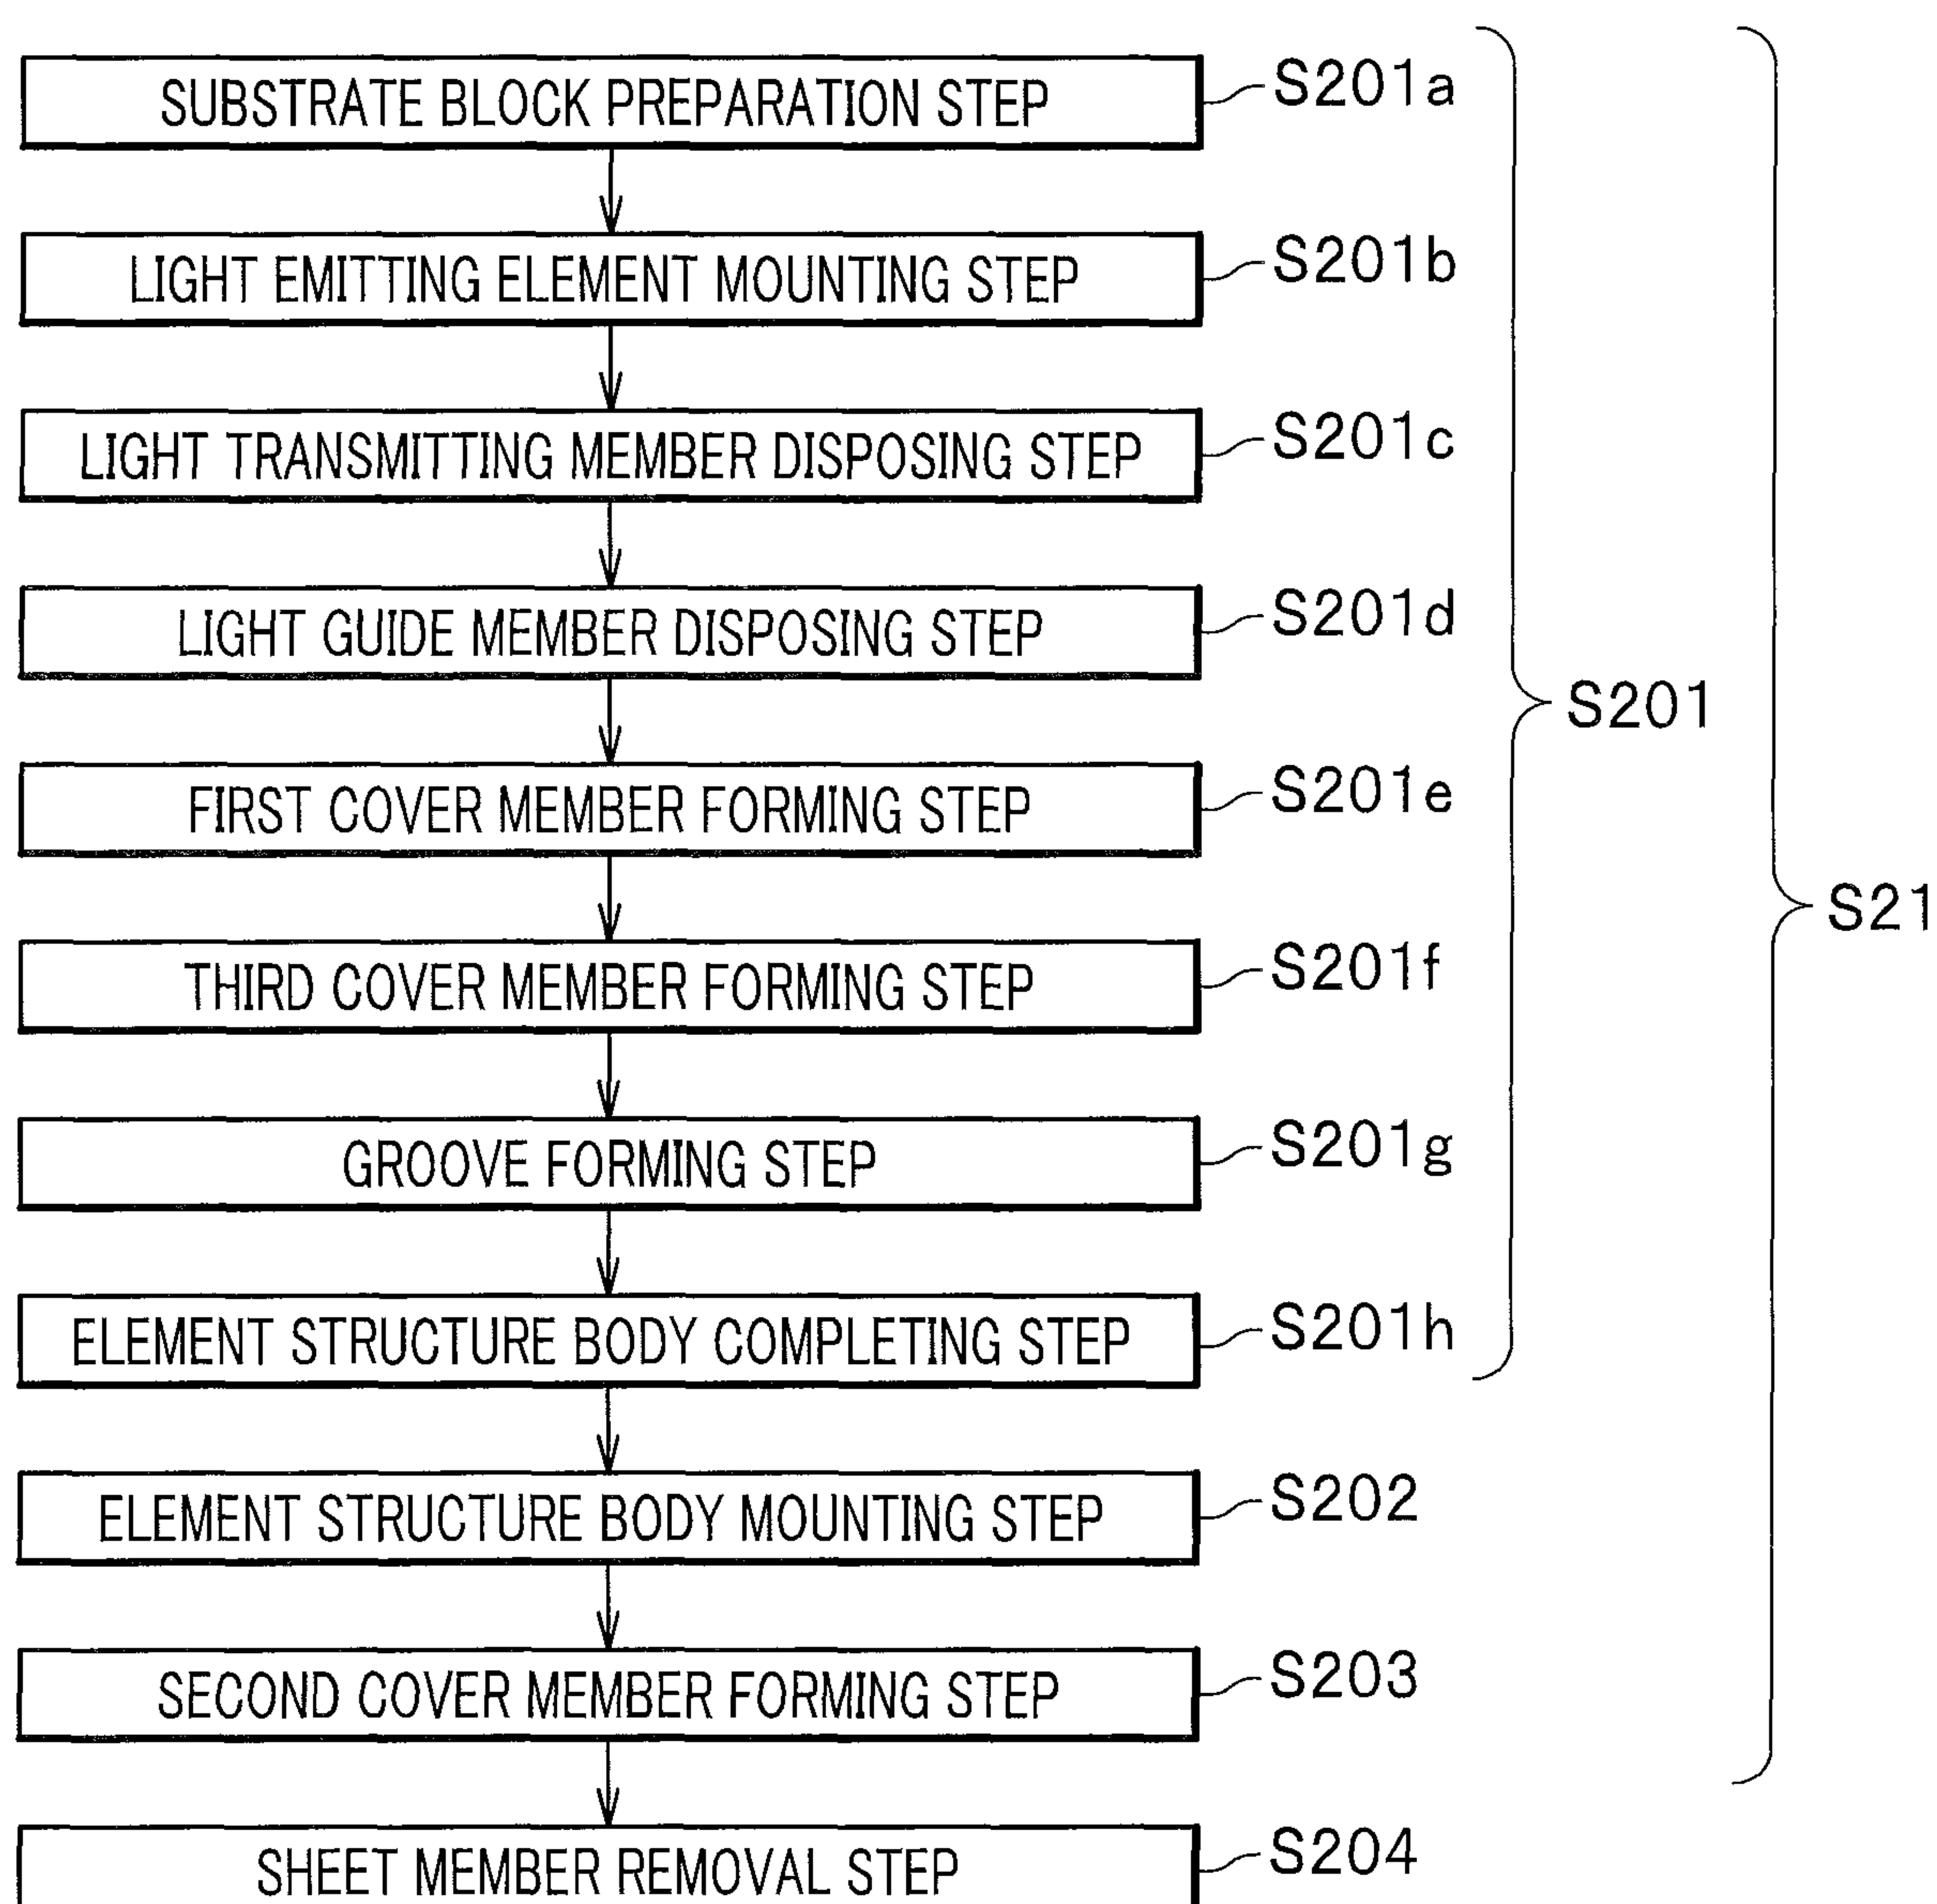 SUBSTRATE BLOCK PREPARATION STEP S201a
LIGHT EMITTING ELEMENT MOUNTING STEP S201b
LIGHT TRANSMITTING MEMBER DISPOSING STEP S201c
LIGHT GUIDE MEMBER DISPOSING STEP S201d
S201
FIRST COVER MEMBER FORMING STEP S201e
S21
THIRD COVER MEMBER FORMING STEP S201f
GROOVE FORMING STEP S201g
ELEMENT STRUCTURE BODY COMPLETING STEP S201h
ELEMENT STRUCTURE BODY MOUNTING STEP S202
SECOND COVER MEMBER FORMING STEP S203
SHEET MEMBER REMOVAL STEP S204